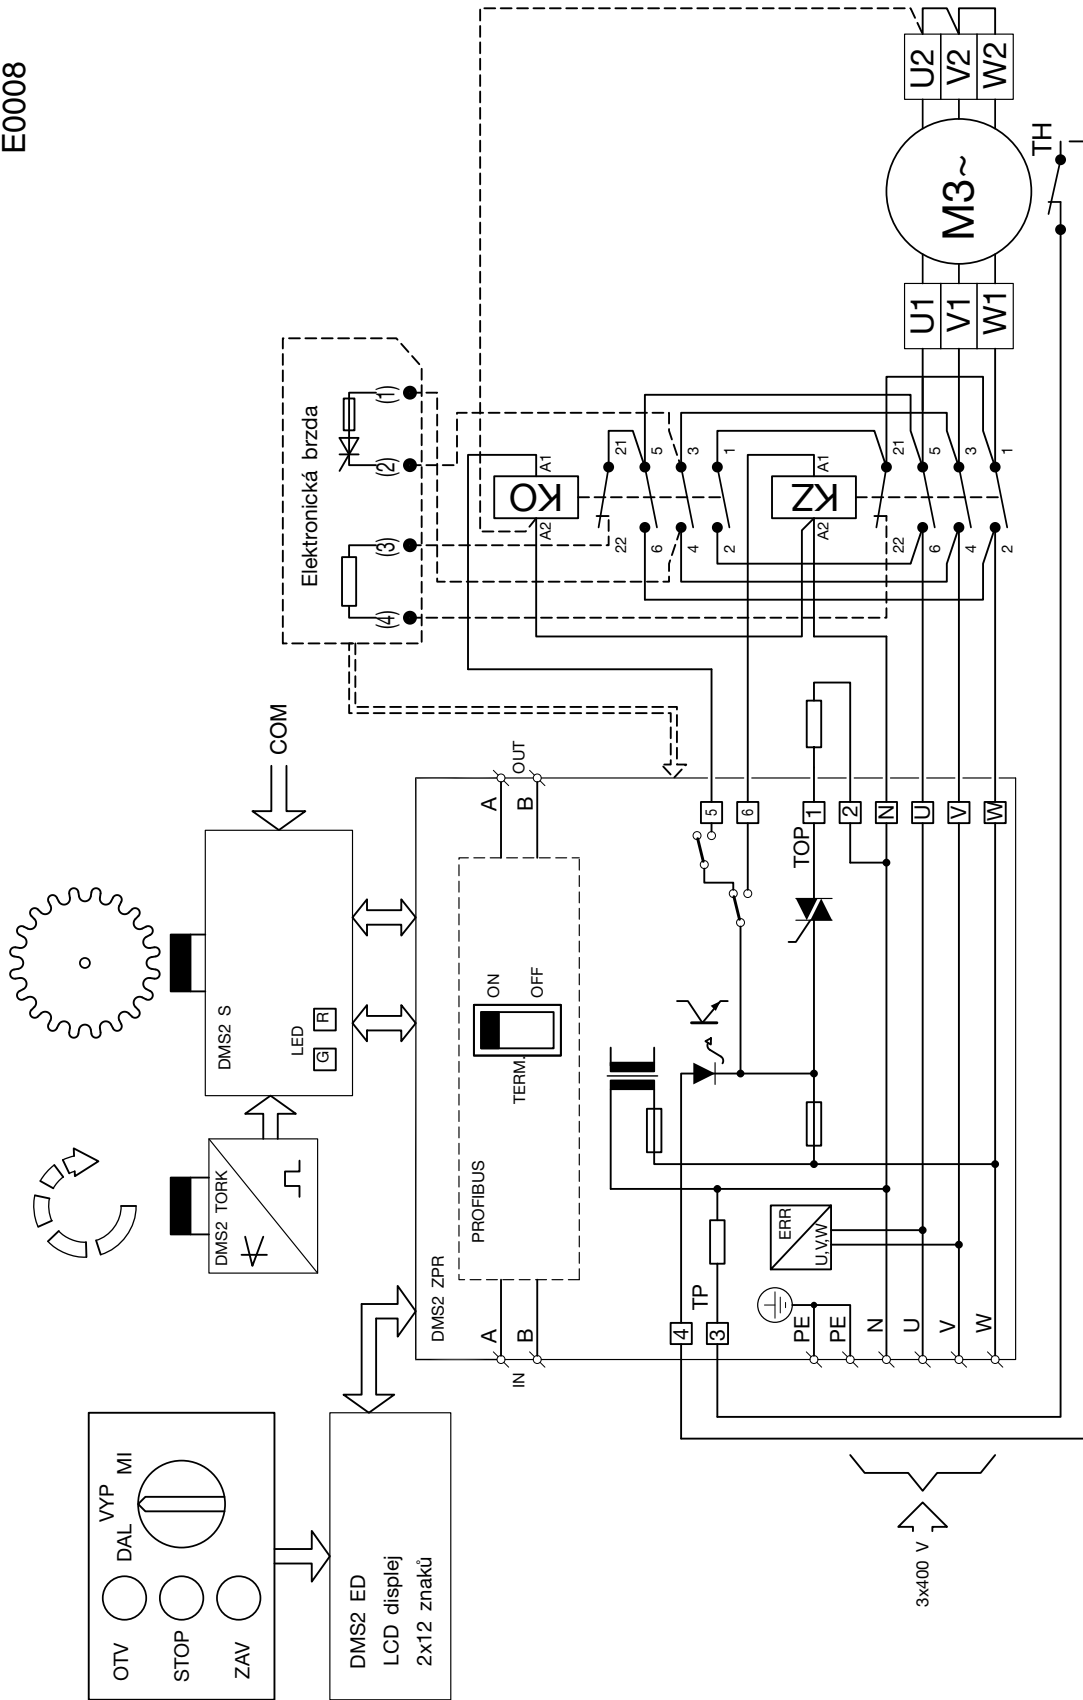 E0008
OTV
STOP
ZAV
DAL
VYP
MI
DMS2 ED
LCD displej
2x12 znaků
DMS2 TORK
DMS2 S
LED
G
R
COM
DMS2 ZPR
PROFIBUS
TERM.
ON
OFF
IN
A
B
A
B
OUT
Elektronická brzda
(4)
(3)
(2)
(1)
KO
A2
A1
22
21
6
5
4
3
2
1
KZ
A2
A1
22
21
6
5
4
3
2
1
5
6
1
2
N
U
V
W
TOP
4
3
TP
ERR
U,V,W
PE
PE
N
U
V
W
3x400 V
U1
V1
W1
M3~
U2
V2
W2
TH